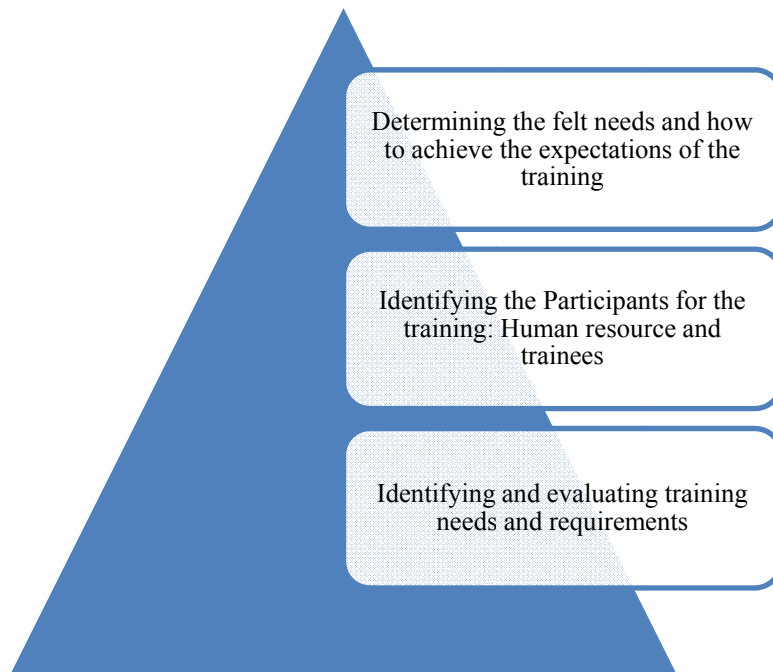 Determining the felt needs and how
to achieve the expectations of the
training
Identifying the Participants for the
training: Human resource and
trainees
Identifying and evaluating training
needs and requirements